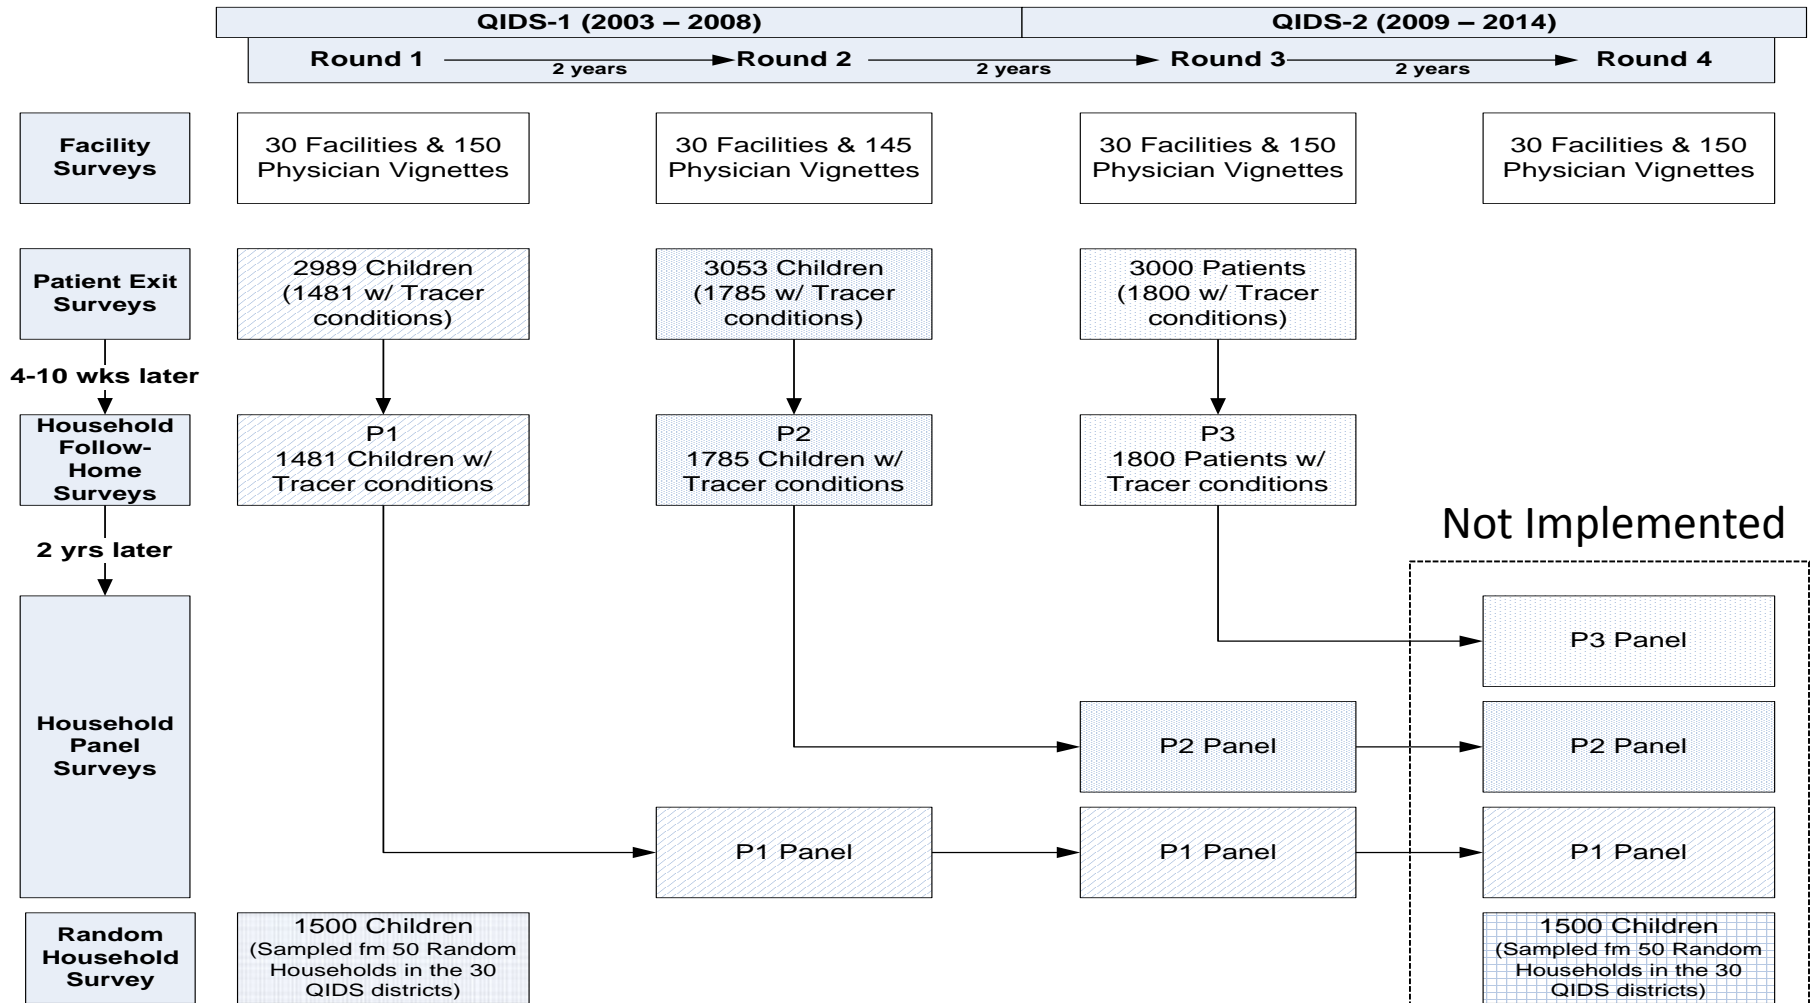 QIDS-1 (2003 – 2008)
QIDS-2 (2009 – 2014)
Round 1
2 years
Round 2
2 years
Round 3
2 years
Round 4
Facility
Surveys
30 Facilities & 150
Physician Vignettes
30 Facilities & 145
Physician Vignettes
30 Facilities & 150
Physician Vignettes
30 Facilities & 150
Physician Vignettes
Patient Exit
Surveys
2989 Children
(1481 w/ Tracer
conditions)
3053 Children
(1785 w/ Tracer
conditions)
3000 Patients
(1800 w/ Tracer
conditions)
4-10 wks later
Household
Follow-
Home
Surveys
P1
1481 Children w/
Tracer conditions
P2
1785 Children w/
Tracer conditions
P3
1800 Patients w/
Tracer conditions
2 yrs later
Not Implemented
Household
Panel
Surveys
P3 Panel
P2 Panel
P2 Panel
P1 Panel
P1 Panel
P1 Panel
Random
Household
Survey
1500 Children
(Sampled fm 50 Random
Households in the 30
QIDS districts)
1500 Children
(Sampled fm 50 Random
Households in the 30
QIDS districts)